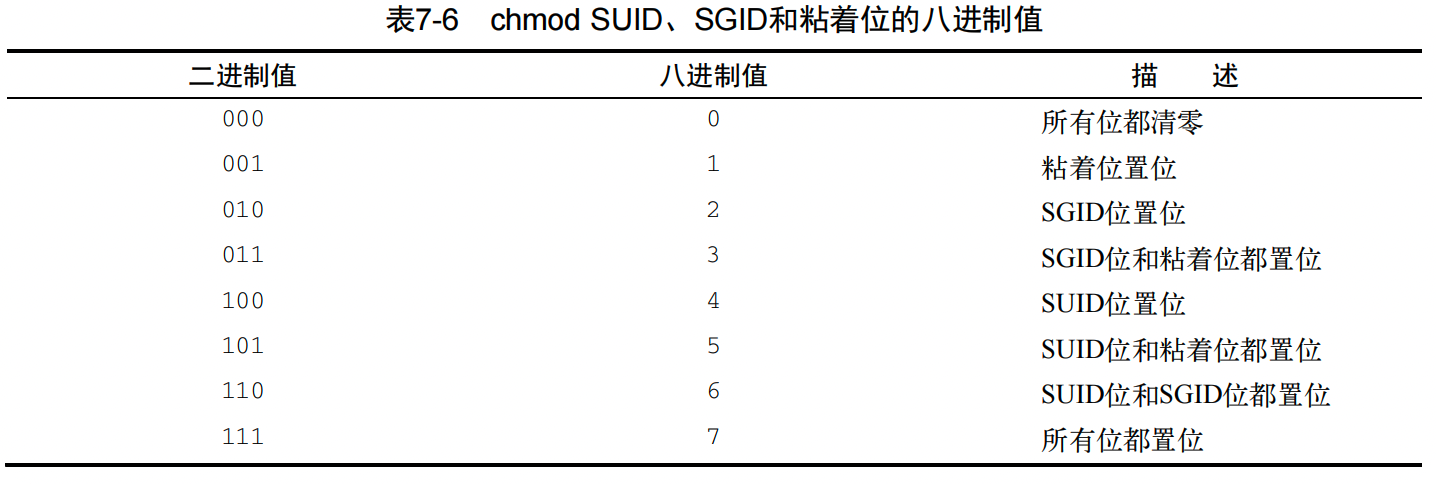 表7-6 chmod SUID、SGID和粘着位的八进制值
二进制值 八进制值 描 述
000 0 所有位都清零
001 1 粘着位置位
010 2 SGID位置位
011 3 SGID位和粘着位都置位
100 4 SUID位置位
101 5 SUID位和粘着位都置位
110 6 SUID位和SGID位都置位
111 7 所有位都置位